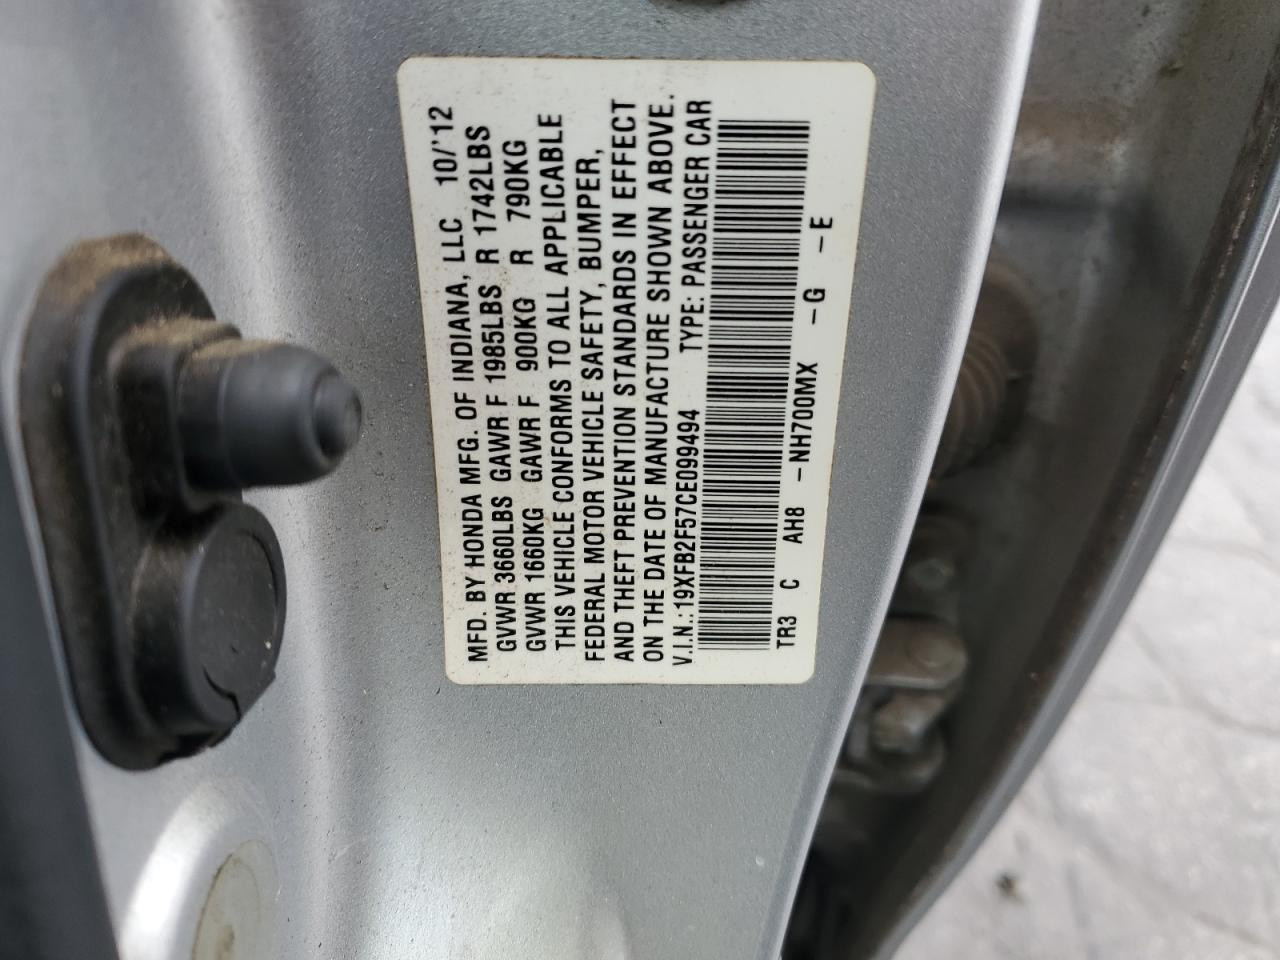 MFD. BY HONDA MFG. OF INDIANA, LLC 10/'12
GVWR 3660LBS GAWR F 1985LBS R 1742LBS
GVWR 1660KG GAWR F 900KG R 790KG
THIS VEHICLE CONFORMS TO ALL APPLICABLE
FEDERAL MOTOR VEHICLE SAFETY, BUMPER,
AND THEFT PREVENTION STANDARDS IN EFFECT
ON THE DATE OF MANUFACTURE SHOWN ABOVE.
V.I.N.:19XFB2F57CE099494 TYPE: PASSENGER CAR
TR3 C AH8 -NH700MX -G -E